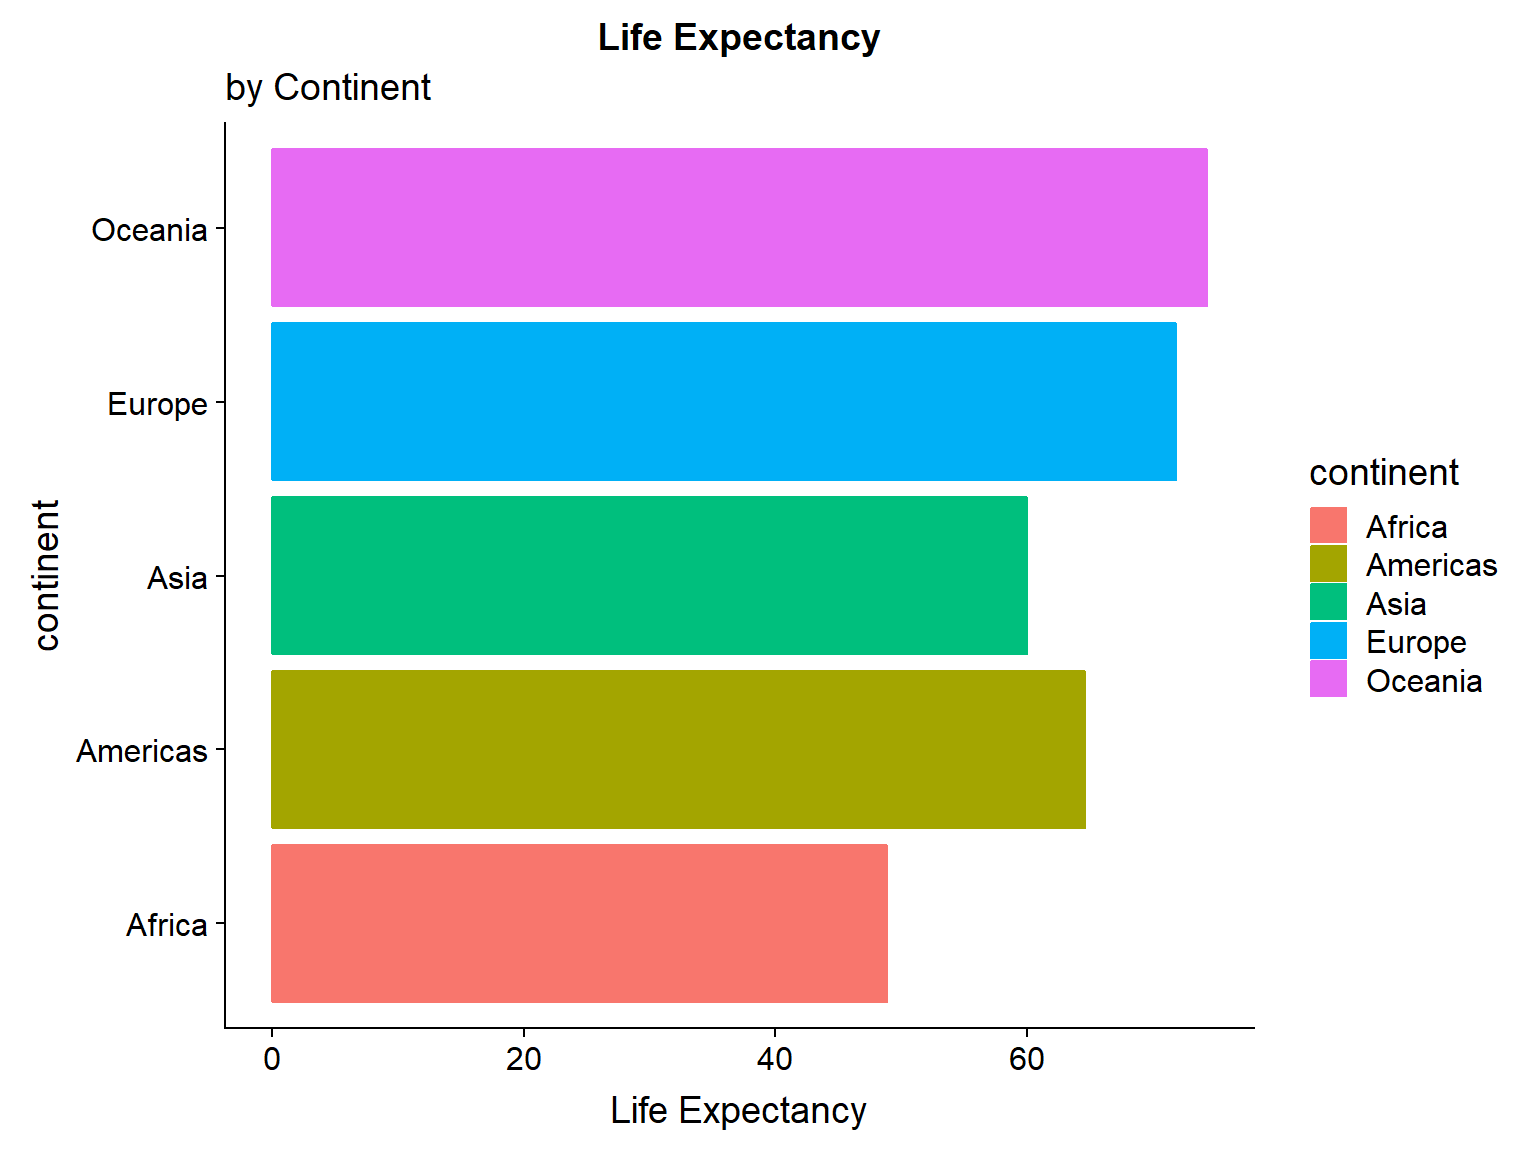 Life Expectancy
by Continent
Oceania
Europe
Asia
Americas
Africa
continent
0 20 40 60
Life Expectancy
continent
Africa
Americas
Asia
Europe
Oceania